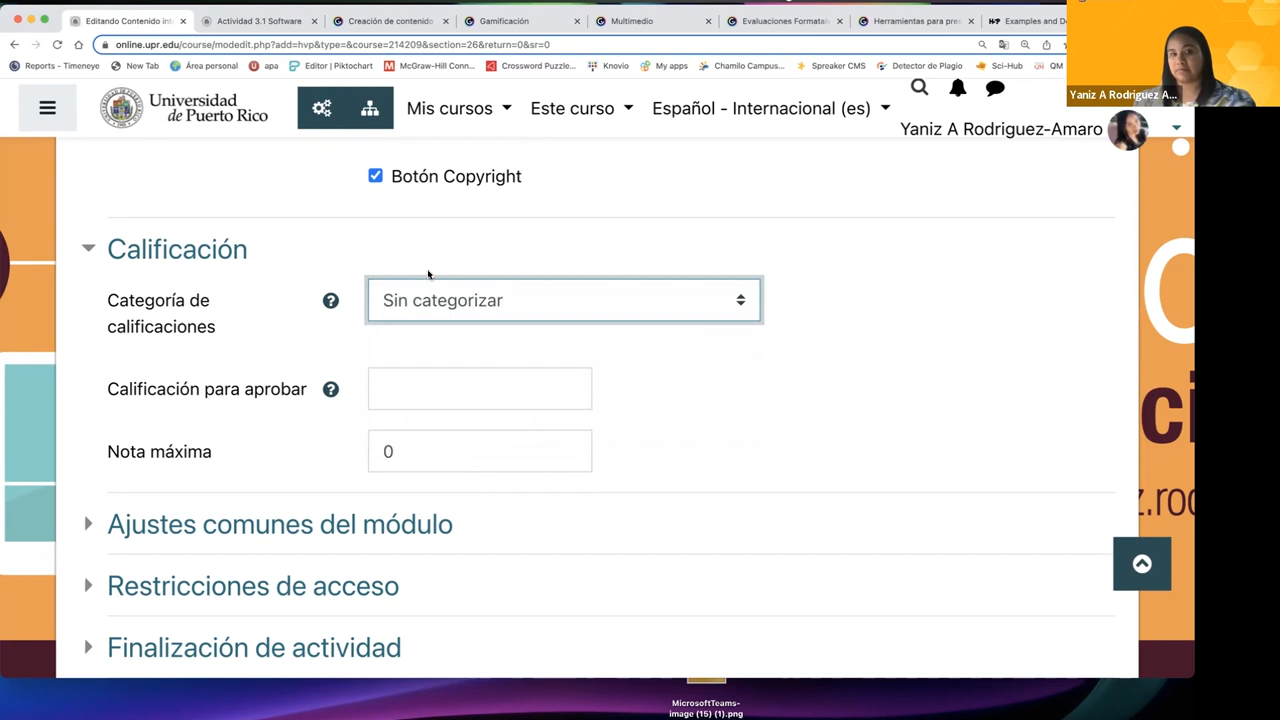 Editando Contenido int
Actividad 3.1 Software
Creación de contenido
Gamificación
Multimedio
Evaluaciones Formata
Herramientas para pre
H-P Examples and Do
online.upr.edu/course/modedit.php?add=hvp&type=&course=214209&section=26&return=0&sr=0
Reports - Timeneye
New Tab
Área personal
apa
Editor | Piktochart
McGraw-Hill Conn...
Crossword Puzzle...
Knovio
My apps
Chamilo Campus...
Spreaker CMS
Detector de Plagio
Sci-Hub
QM
Yaniz A Rodriguez A...
Universidad
de Puerto Rico
Mis cursos
Este curso
Español - Internacional (es)
Yaniz A Rodriguez-Amaro
Botón Copyright
Calificación
Categoría de
calificaciones
Sin categorizar
Calificación para aprobar
Nota máxima
0
Ajustes comunes del módulo
Restricciones de acceso
Finalización de actividad
MicrosoftTeams-
image (15) (1).png